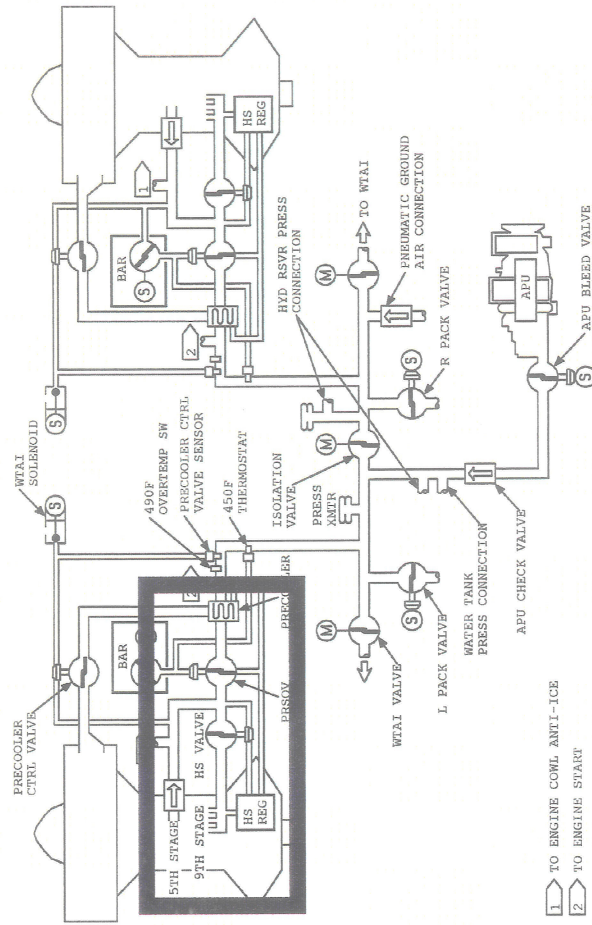 WTAI
SOLENOID
S
S
490F
OVERTEMP SW
PRECOOLER CTRL
VALVE SENSOR
450F
THERMOSTAT
PRECOOLER
CTRL VALVE
BAR
2
PRECOOLER
PRSOV
HS VALVE
5TH STAGE
9TH STAGE
HS
REG
BAR
S
1
2
HS
REG
HYD RSVR PRESS
CONNECTION
ISOLATION
VALVE
PRESS
XMTR
M
M
M
TO WTAI
PNEUMATIC GROUND
AIR CONNECTION
R PACK VALVE
S
WTAI VALVE
L PACK VALVE
S
WATER TANK
PRESS CONNECTION
APU CHECK VALVE
APU
APU BLEED VALVE
S
1 TO ENGINE COWL ANTI-ICE
2 TO ENGINE START